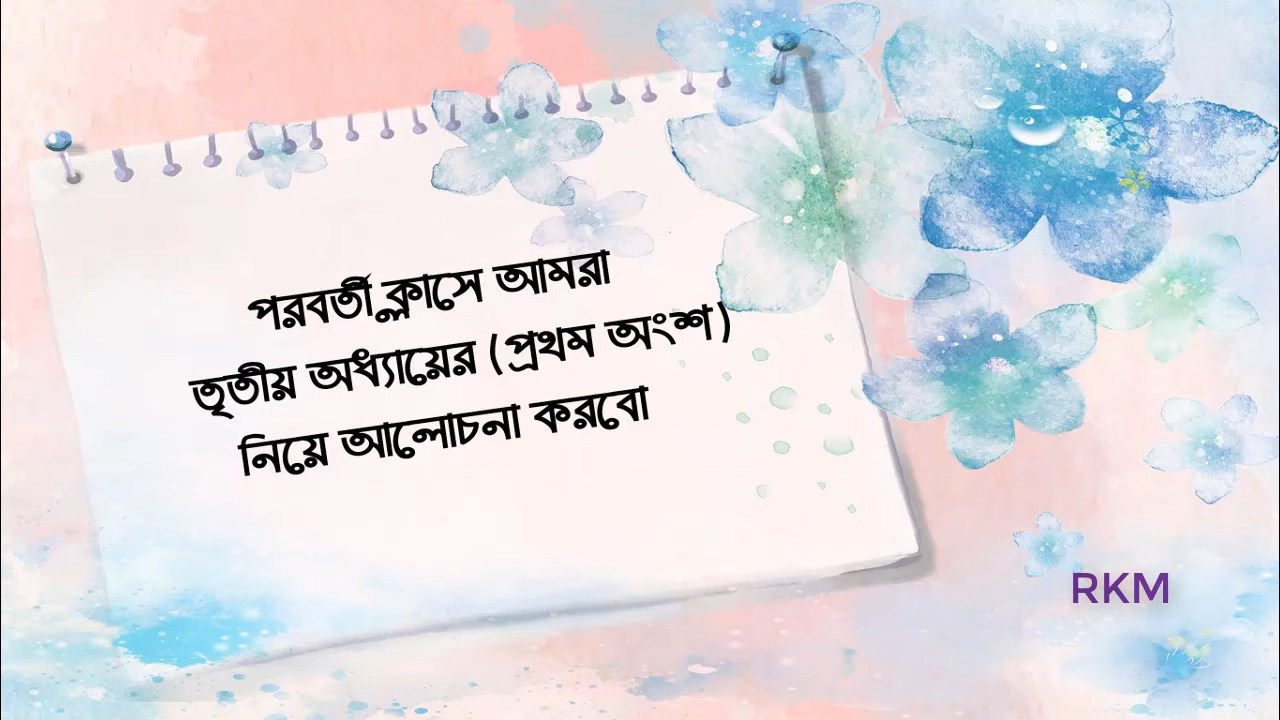 পরবর্তী ক্লাসে আমরা
তৃতীয় অধ্যায়ের (প্রথম অংশ)
নিয়ে আলোচনা করবো
RKM